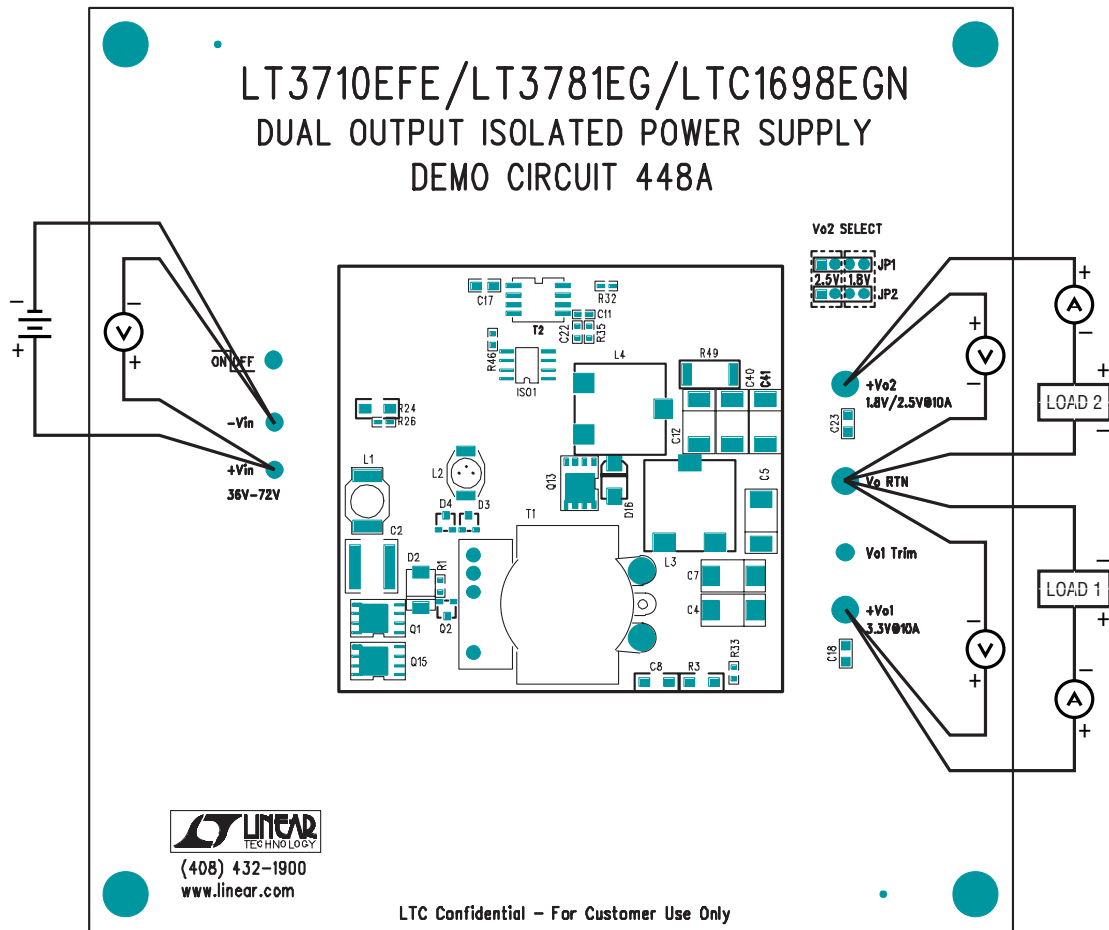 LT3710EFE/LT3781EG/LTC1698EGN
DUAL OUTPUT ISOLATED POWER SUPPLY
DEMO CIRCUIT 448A
Vo2 SELECT
JP1
2.5V 1.8V
JP2
C17
T2
R32
C11
C22
R35
R46
ISO1
L4
R49
C40
C41
C12
R24
R26
L1
L2
Q13
D16
C5
L3
D4
D3
T1
C2
D2
R1
C7
C4
Q1
Q2
Q15
R33
C8
R3
− V +
− +
ON OFF
-Vin
+Vin
36V-72V
+ A −
+ V −
+Vo2
1.8V/2.5V@10A
C23
+
LOAD 2
−
Vo RTN
Vo1 Trim
−
LOAD 1
+
+Vo1
3.3V@10A
C18
− V +
− A +
LINEAR
TECHNOLOGY
(408) 432-1900
www.linear.com
LTC Confidential - For Customer Use Only